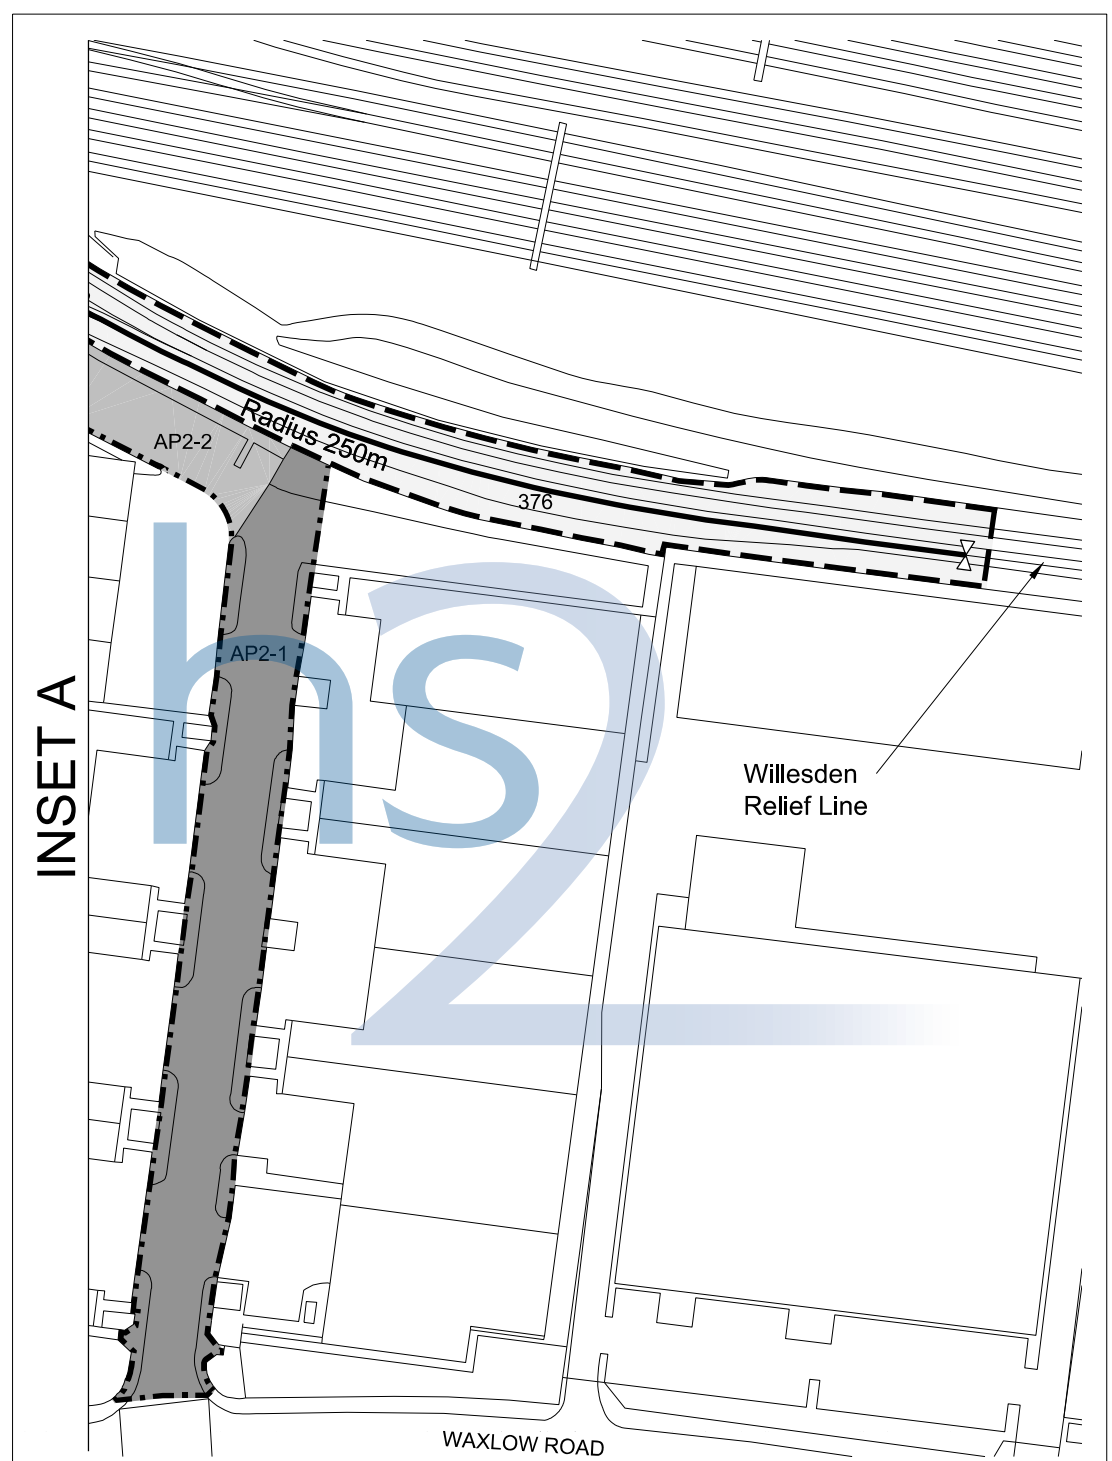 INSET A
AP2-2
Radius 250m
376
AP2-1
hs2
Willesden
Relief Line
WAXLOW ROAD